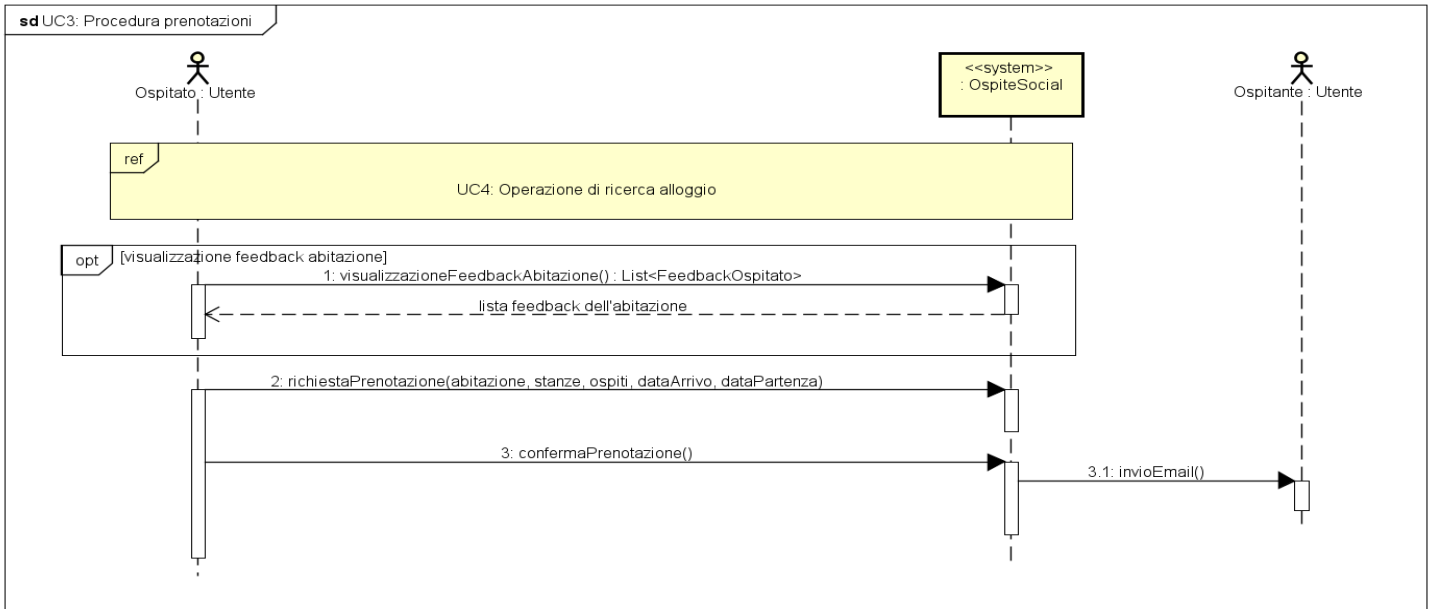 sd UC3: Procedura prenotazioni
Ospitato : Utente
<<system>>
: OspiteSocial
Ospitante : Utente
ref
UC4: Operazione di ricerca alloggio
opt
[visualizzazione feedback abitazione]
1: visualizzazioneFeedbackAbitazione() : List<FeedbackOspitato>
lista feedback dell'abitazione
2: richiestaPrenotazione(abitazione, stanze, ospiti, dataArrivo, dataPartenza)
3: confermaPrenotazione()
3.1: invioEmail()